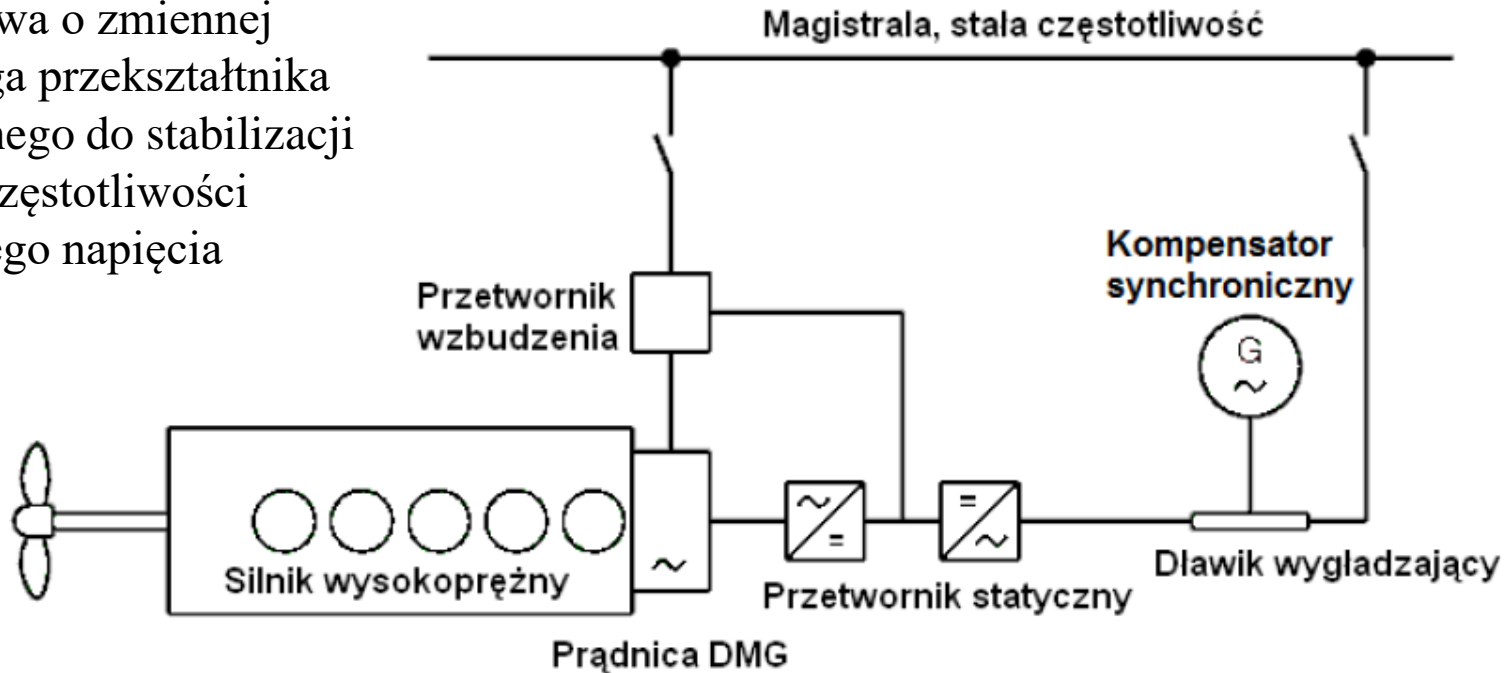 wa o zmiennej
ga przekształtnika
nego do stabilizacji
zęstotliwości
ego napięcia
Magistrala, stała częstotliwość
Kompensator
synchroniczny
G
Przetwornik
wzbudzenia
Silnik wysokoprężny
Przetwornik statyczny
Dławik wygładzający
Prądnica DMG